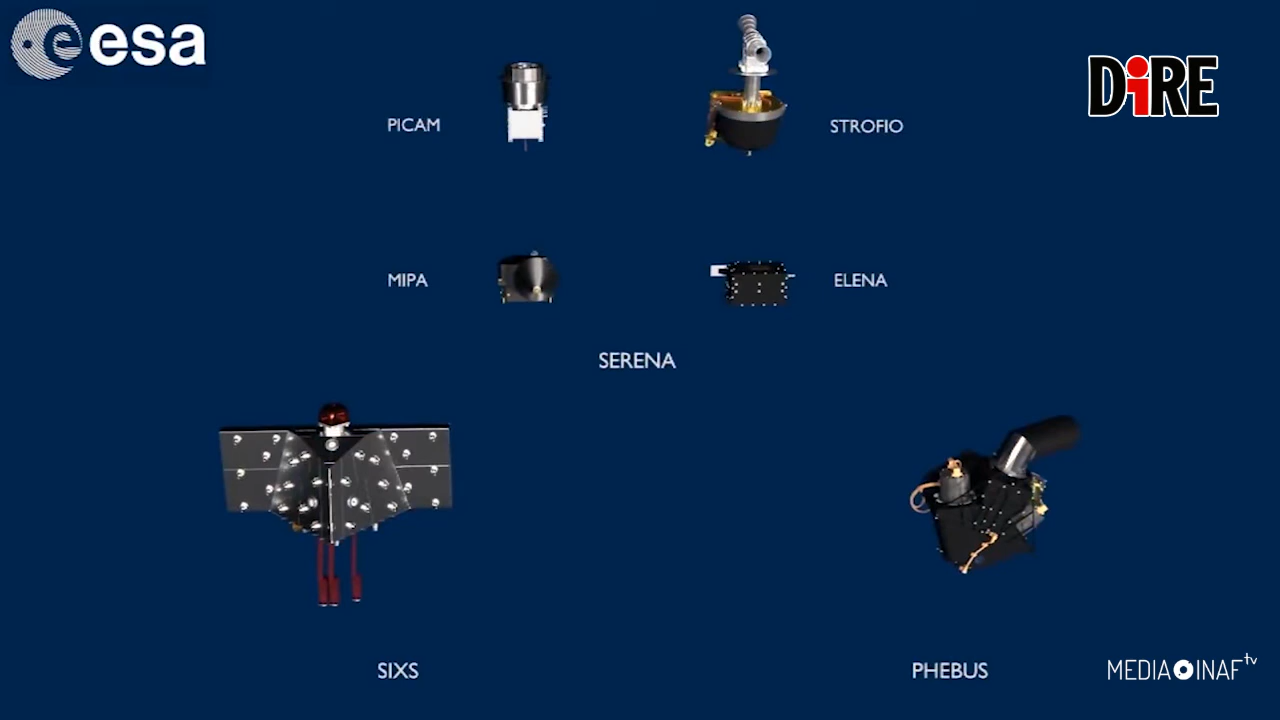 esa
DiRE
PICAM
STROFIO
MIPA
ELENA
SERENA
SIXS
PHEBUS
MEDIA INAF tv